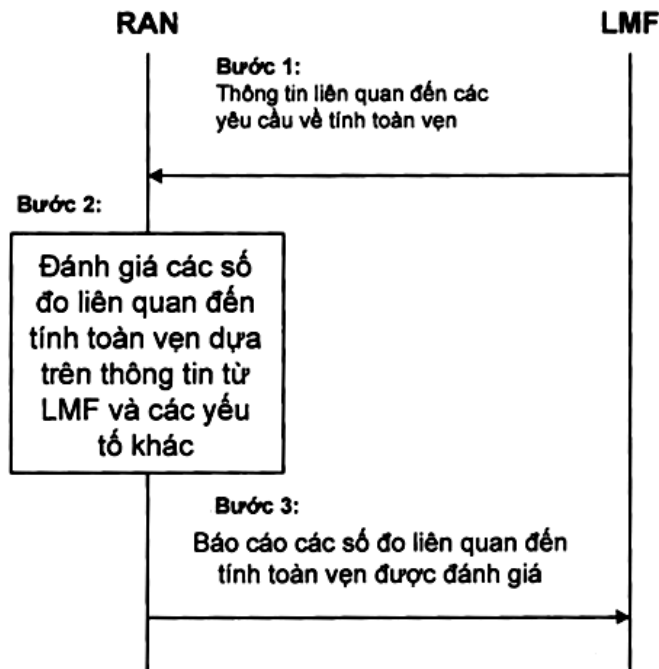 RAN
LMF
Bước 1:
Thông tin liên quan đến các
yêu cầu về tính toàn vẹn
Bước 2:
Đánh giá các số
đo liên quan đến
tính toàn vẹn dựa
trên thông tin từ
LMF và các yếu
tố khác
Bước 3:
Báo cáo các số đo liên quan đến
tính toàn vẹn được đánh giá